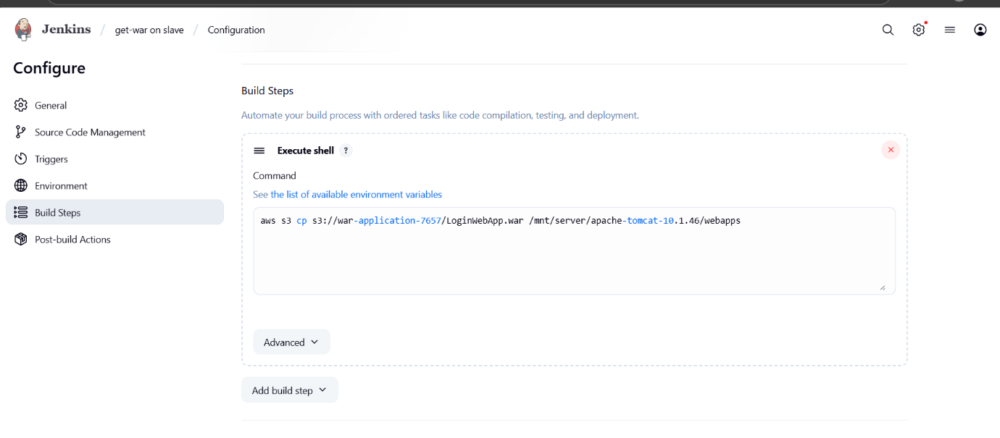 Jenkins / get-war on slave / Configuration
Configure
General
Source Code Management
Triggers
Environment
Build Steps
Post-build Actions
Build Steps
Automate your build process with ordered tasks like code compilation, testing, and deployment.
Execute shell ?
Command
See the list of available environment variables
aws s3 cp s3://war-application-7657/LoginWebApp.war /mnt/server/apache-tomcat-10.1.46/webapps
Advanced
Add build step